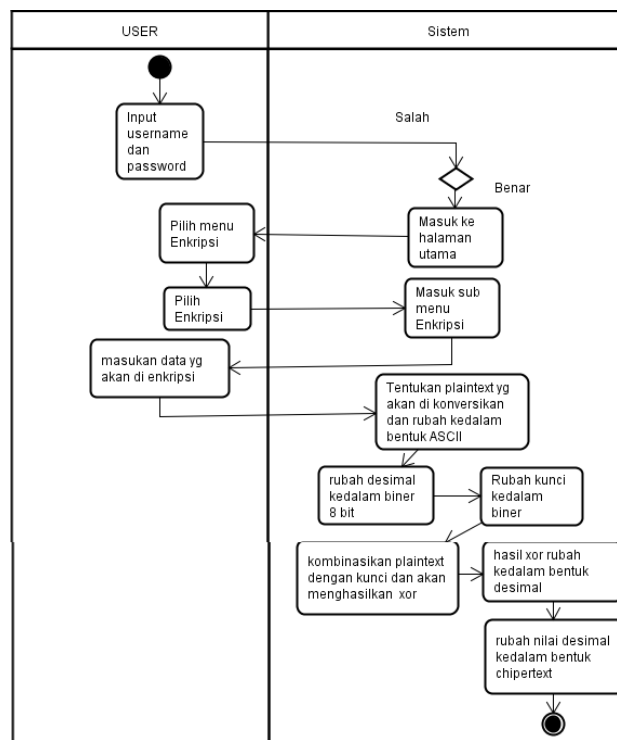 USER
Sistem
Input
username
dan
password
Salah
Benar
Masuk ke
halaman
utama
Pilih menu
Enkripsi
Pilih
Enkripsi
Masuk sub
menu
Enkripsi
masukan data yg
akan di enkripsi
Tentukan plaintext yg
akan di konversikan
dan rubah kedalam
bentuk ASCII
rubah desimal
kedalam biner
8 bit
Rubah kunci
kedalam
biner
kombinasikan plaintext
dengan kunci dan akan
menghasilkan xor
hasil xor rubah
kedalam bentuk
desimal
rubah nilai desimal
kedalam bentuk
chipertext